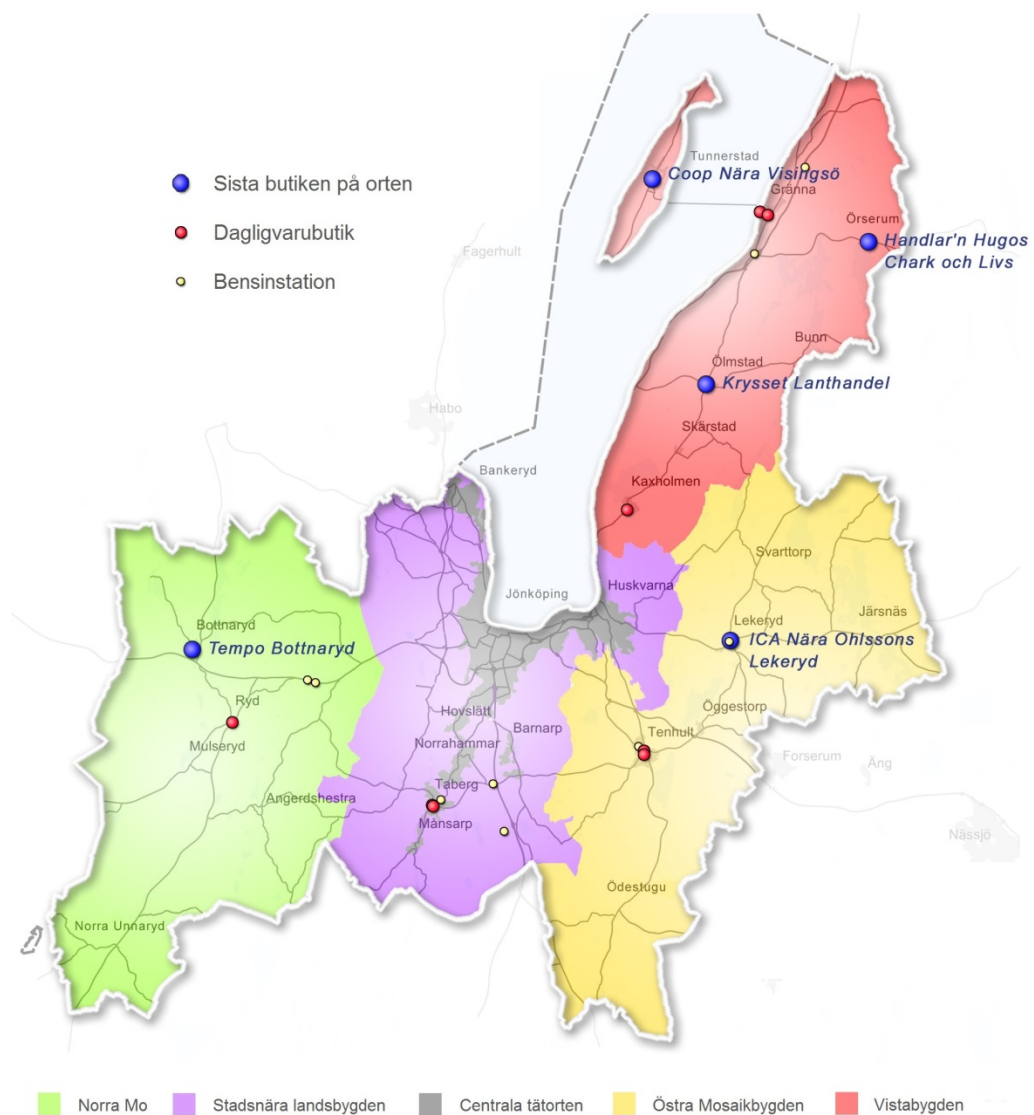 Tunnerstad
Sista butiken på orten
Coop Nära Visingsö
Gränna
Dagligvarubutik
Örserum
Handlar'n Hugos
Chark och Livs
Fagerhult
Bensinstation
Bunn
Ölmstad
Krysset Lanthandel
Habo
Skärstad
Bankeryd
Kaxholmen
Svarttorp
Huskvarna
Jönköping
Järsnäs
Lekeryd
Bottnaryd
ICA Nära Ohlssons
Lekeryd
Tempo Bottnaryd
Ryd
Öggestorp
Hovslätt
Barnarp
Tenhult
Mulseryd
Norrahammar
Forserum
Äng
Taberg
Angerdshestra
Månsarp
Nässjö
Ödestugu
Norra Unnaryd
Norra Mo
Stadsnära landsbygden
Centrala tätorten
Östra Mosaikbygden
Vistabygden